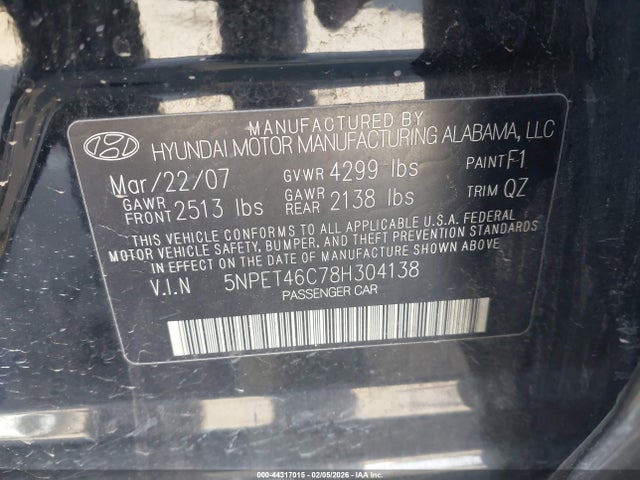 MANUFACTURED BY
HYUNDAI MOTOR MANUFACTURING ALABAMA, LLC
Mar/22/07 GVWR 4299 lbs PAINT F1
GAWR FRONT 2513 lbs GAWR REAR 2138 lbs TRIM QZ
THIS VEHICLE CONFORMS TO ALL APPLICABLE U.S.A. FEDERAL
MOTOR VEHICLE SAFETY, BUMPER, AND THEFT PREVENTION STANDARDS
IN EFFECT ON THE DATE OF MANUFACTURE SHOWN ABOVE
V.I.N 5NPET46C78H304138
PASSENGER CAR
000-44317015 - 02/05/2026 - IAAI.COM